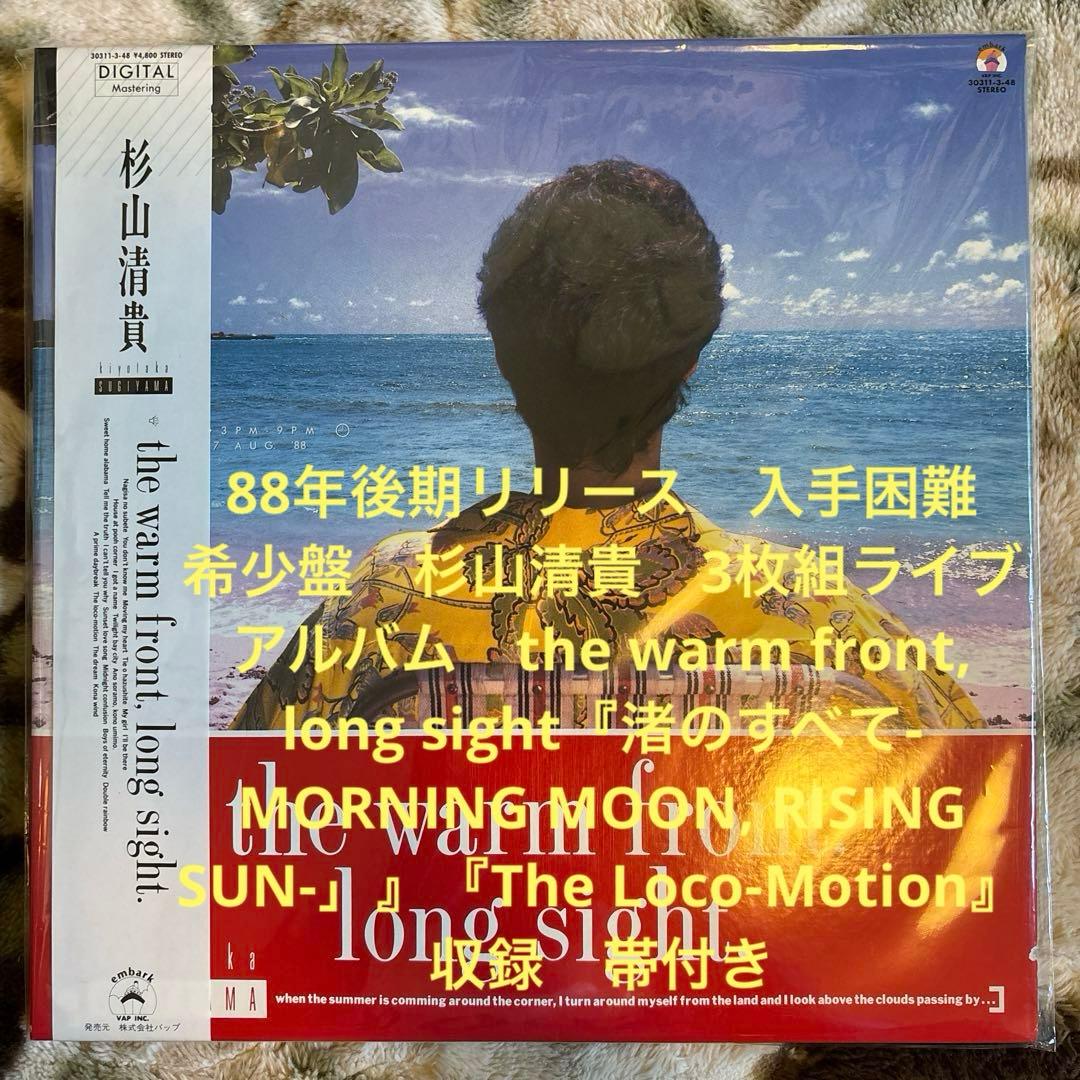 30311-3-48 ¥4,800 STEREO
DIGITAL
Mastering
杉山清貴
kiyotaka
SUGIYAMA
the warm front, long sight.
Nagisa no subete You don't know me Moving my heart Tie o hazushite My girl I'll be there
House at pooh corner I got a name Twilight bay city Ano soramo, kono umimo.
Sweet home alabama Tell me the truth I can't tell you why Sunset love song Midnight confusion Boys of eternity Double rainbow
A prime daybreak The loco-motion The dream Kona wind
embark
VAP INC.
発売元 株式会社バップ
embark
VAP INC.
30311-3-48
STEREO
3PM-9PM
7 AUG. '88
88年後期リリース　入手困難
希少盤　杉山清貴　3枚組ライブ
アルバム　the warm front,
long sight『渚のすべて-
MORNING MOON, RISING
SUN-」』『The Loco-Motion』
収録　帯付き
the warm front
long sight
ka
MA
when the summer is comming around the corner, I turn around myself from the land and I look above the clouds passing by...]